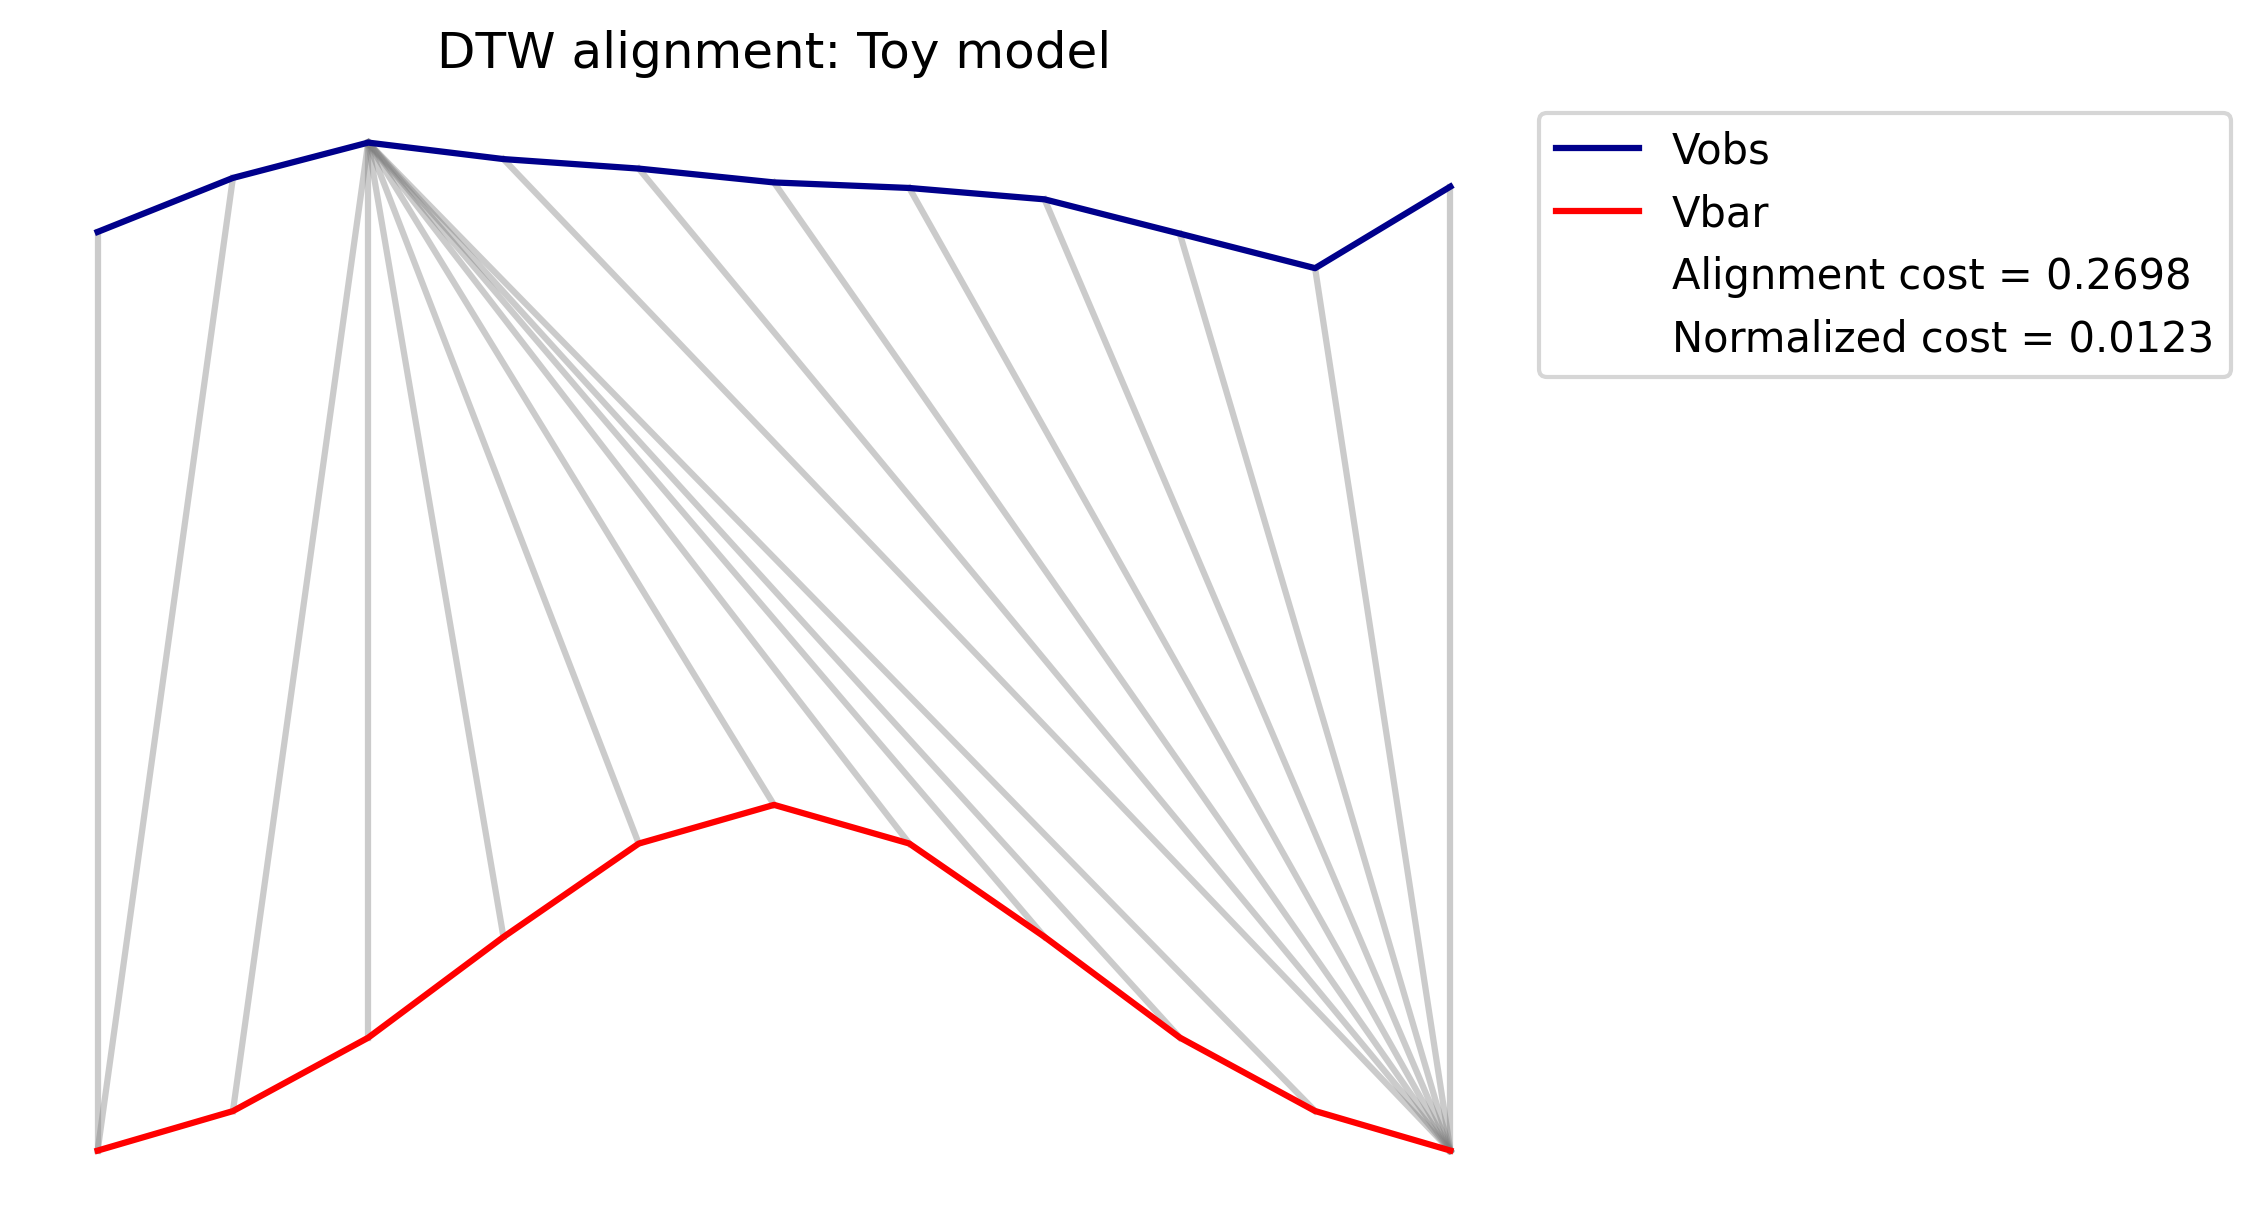 DTW alignment: Toy model
Vobs
Vbar
Alignment cost = 0.2698
Normalized cost = 0.0123